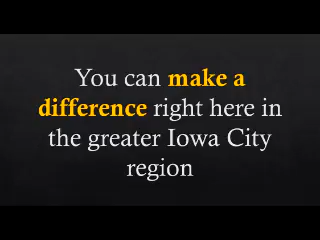 You can make a
difference right here in
the greater Iowa City
region